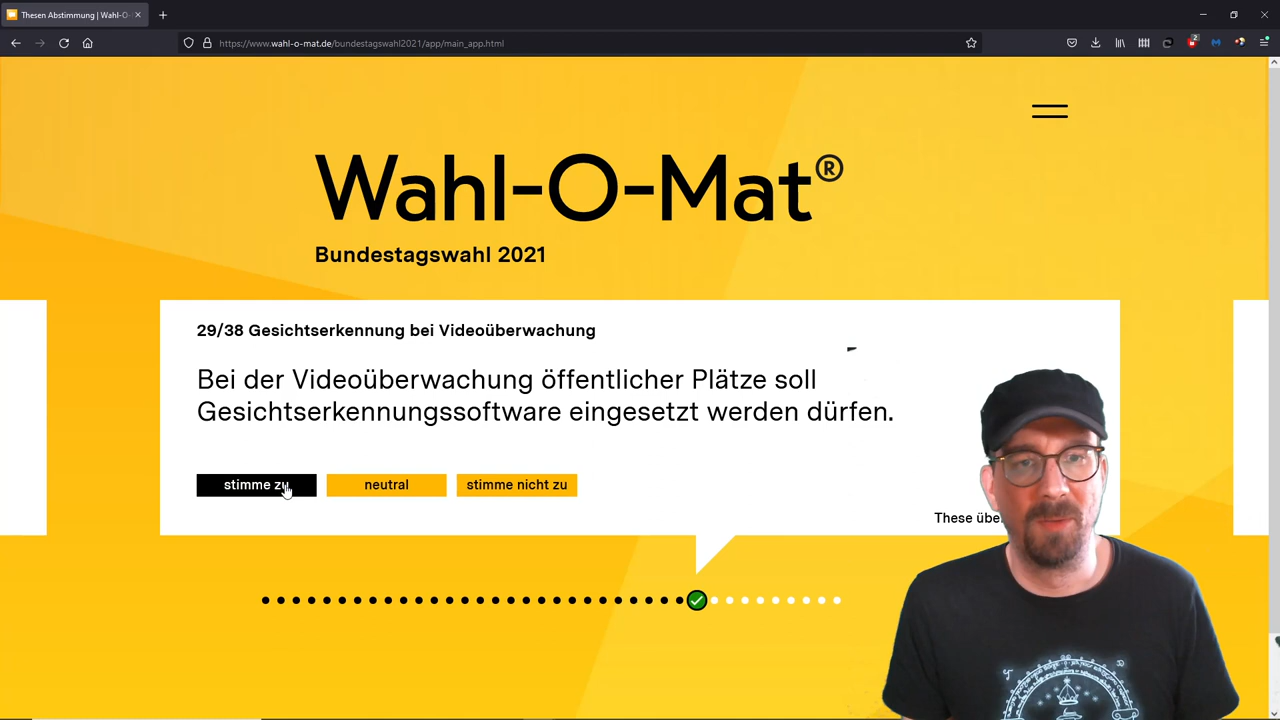 Thesen Abstimmung | Wahl-O-
https://www.wahl-o-mat.de/bundestagswahl2021/app/main_app.html
2
Wahl-O-Mat®
Bundestagswahl 2021
29/38 Gesichtserkennung bei Videoüberwachung
Bei der Videoüberwachung öffentlicher Plätze soll
Gesichtserkennungssoftware eingesetzt werden dürfen.
stimme zu
neutral
stimme nicht zu
These übe